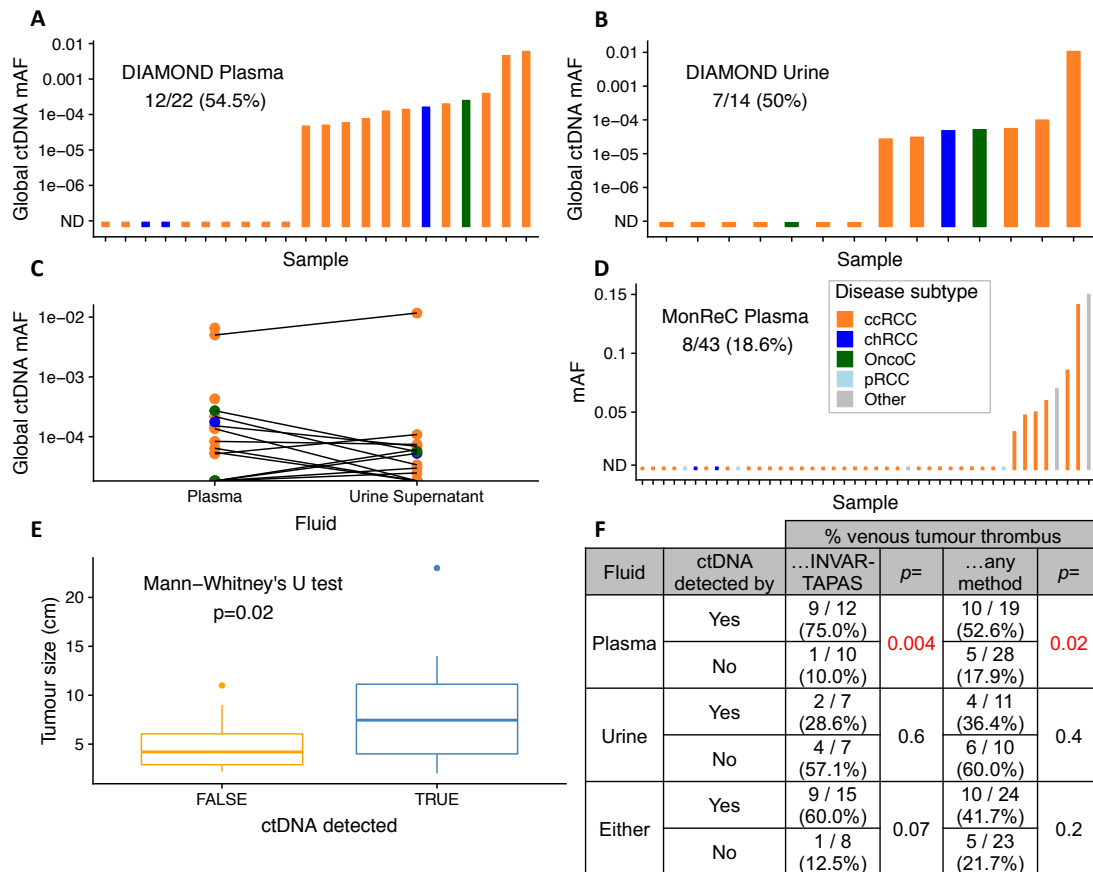 A
Global ctDNA mAF
0.01
0.001
1e−04
1e−05
1e−06
ND
DIAMOND Plasma
12/22 (54.5%)
Sample
B
Global ctDNA mAF
0.01
0.001
1e−04
1e−05
1e−06
ND
DIAMOND Urine
7/14 (50%)
Sample
C
Global ctDNA mAF
1e−02
1e−03
1e−04
Plasma
Urine Supernatant
Fluid
D
mAF
0.15
0.10
0.05
ND
MonReC Plasma
8/43 (18.6%)
Disease subtype
ccRCC
chRCC
OncoC
pRCC
Other
Sample
E
Tumour size (cm)
20
15
10
5
Mann−Whitney's U test
p=0.02
FALSE
TRUE
ctDNA detected
F
% venous tumour thrombus
Fluid
ctDNA
detected by
...INVAR-
TAPAS
p=
...any
method
p=
Plasma
Yes
9 / 12
(75.0%)
0.004
10 / 19
(52.6%)
0.02
No
1 / 10
(10.0%)
5 / 28
(17.9%)
Urine
Yes
2 / 7
(28.6%)
0.6
4 / 11
(36.4%)
0.4
No
4 / 7
(57.1%)
6 / 10
(60.0%)
Either
Yes
9 / 15
(60.0%)
0.07
10 / 24
(41.7%)
0.2
No
1 / 8
(12.5%)
5 / 23
(21.7%)